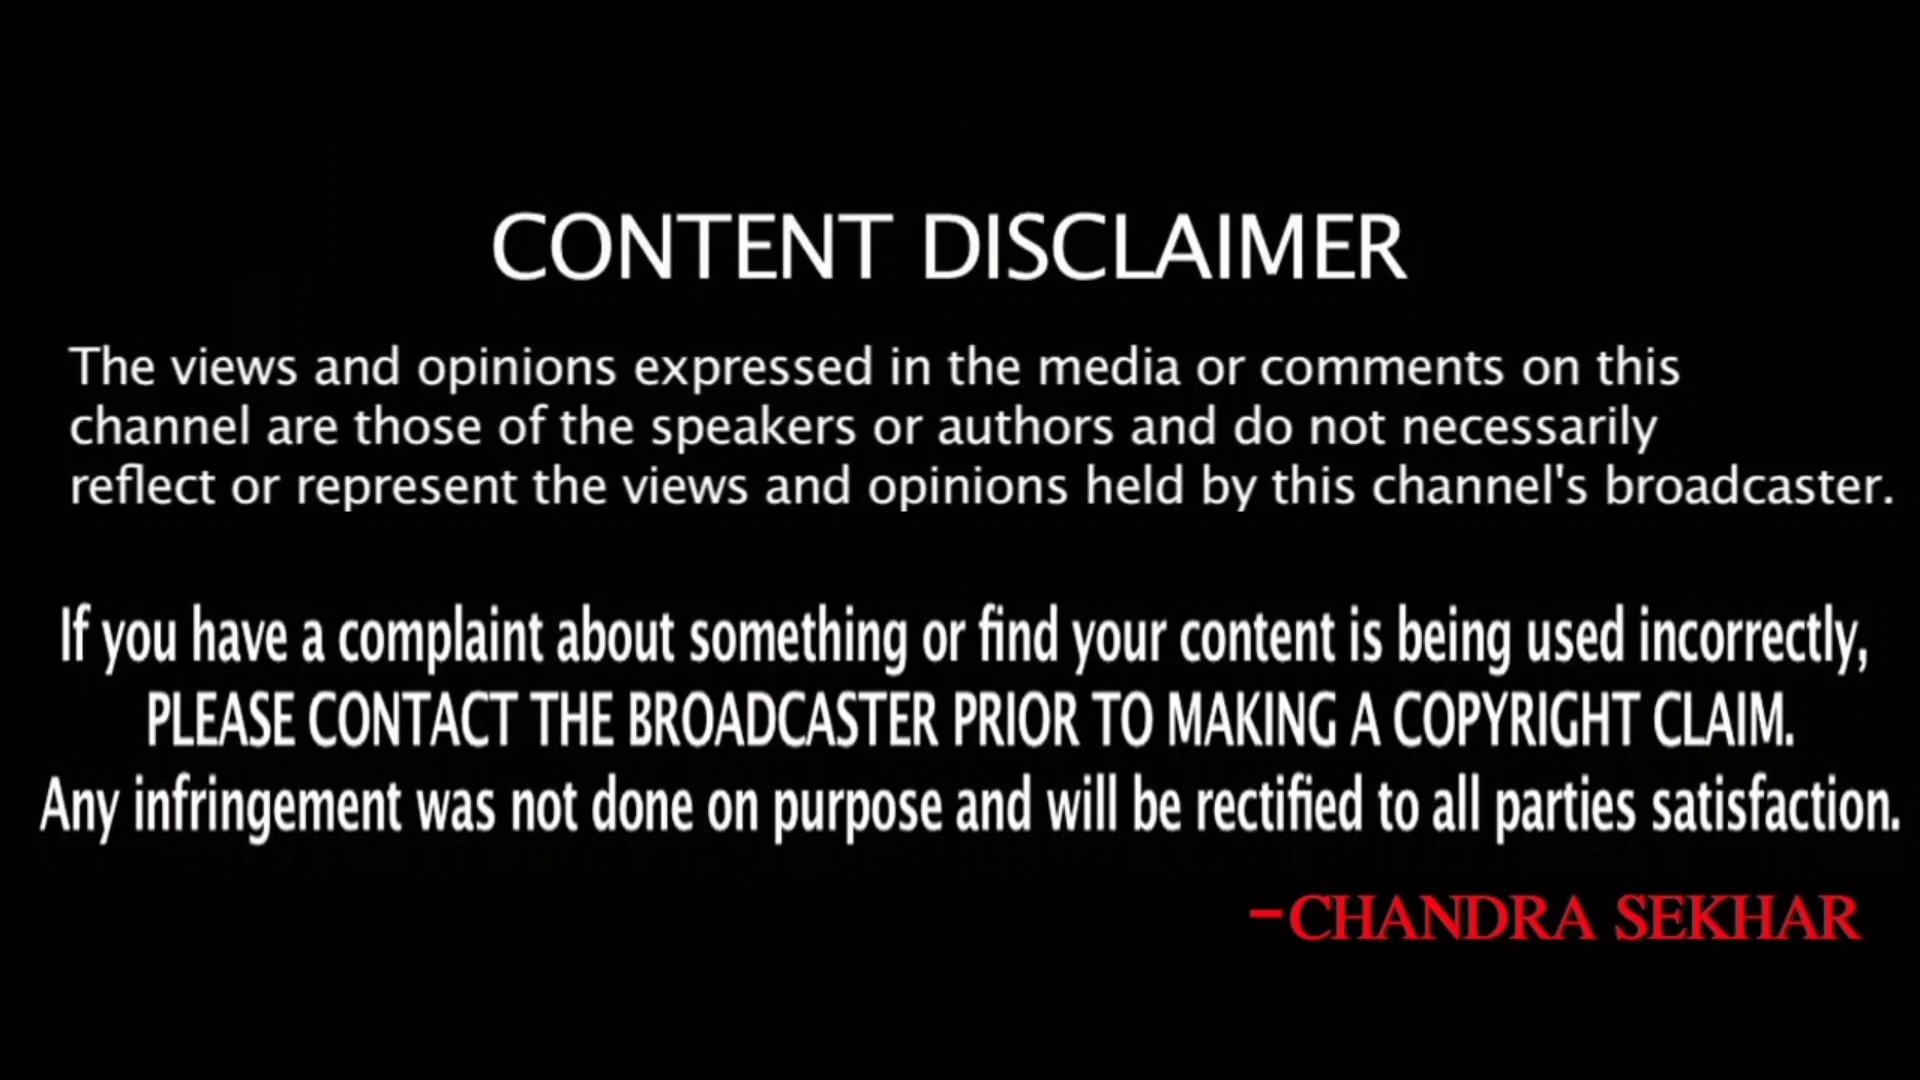 CONTENT DISCLAIMER
The views and opinions expressed in the media or comments on this
channel are those of the speakers or authors and do not necessarily
reflect or represent the views and opinions held by this channel's broadcaster.
If you have a complaint about something or find your content is being used incorrectly,
PLEASE CONTACT THE BROADCASTER PRIOR TO MAKING A COPYRIGHT CLAIM.
Any infringement was not done on purpose and will be rectified to all parties satisfaction.
-CHANDRA SEKHAR